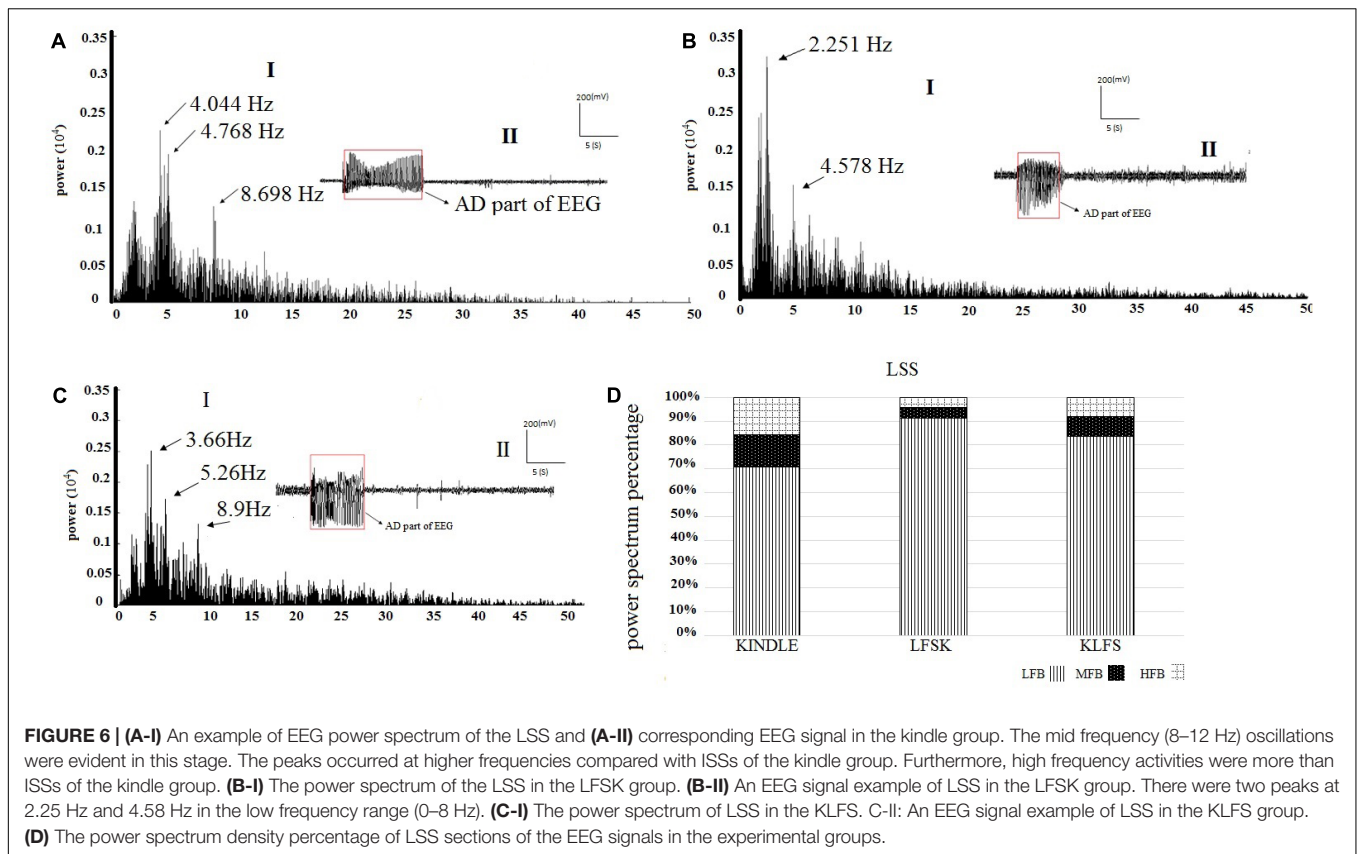 A
I
0.35
0.3
0.25
0.2
0.15
0.1
0.05
0
power (10⁴)
4.044 Hz
4.768 Hz
8.698 Hz
II
200(mV)
5 (S)
AD part of EEG
0 5 10 15 20 25 30 35 40 45 50
B
I
0.35
0.3
0.25
0.2
0.15
0.1
0.05
0
power (10⁴)
2.251 Hz
4.578 Hz
II
200(mV)
5 (S)
AD part of EEG
0 5 10 15 20 25 30 35 40 45 50
C
I
0.35
0.3
0.25
0.2
0.15
0.1
0.05
0
power (10⁴)
3.66Hz
5.26Hz
8.9Hz
II
200(mV)
5 (S)
AD part of EEG
0 5 10 15 20 25 30 35 40 45 50
D
LSS
100%
90%
80%
70%
60%
50%
40%
30%
20%
10%
0%
power spectrum percentage
KINDLE LFSK KLFS
LFB MFB HFB
FIGURE 6 | (A-I) An example of EEG power spectrum of the LSS and (A-II) corresponding EEG signal in the kindle group. The mid frequency (8–12 Hz) oscillations
were evident in this stage. The peaks occurred at higher frequencies compared with ISSs of the kindle group. Furthermore, high frequency activities were more than
ISSs of the kindle group. (B-I) The power spectrum of the LSS in the LFSK group. (B-II) An EEG signal example of LSS in the LFSK group. There were two peaks at
2.25 Hz and 4.58 Hz in the low frequency range (0–8 Hz). (C-I) The power spectrum of LSS in the KLFS. C-II: An EEG signal example of LSS in the KLFS group.
(D) The power spectrum density percentage of LSS sections of the EEG signals in the experimental groups.